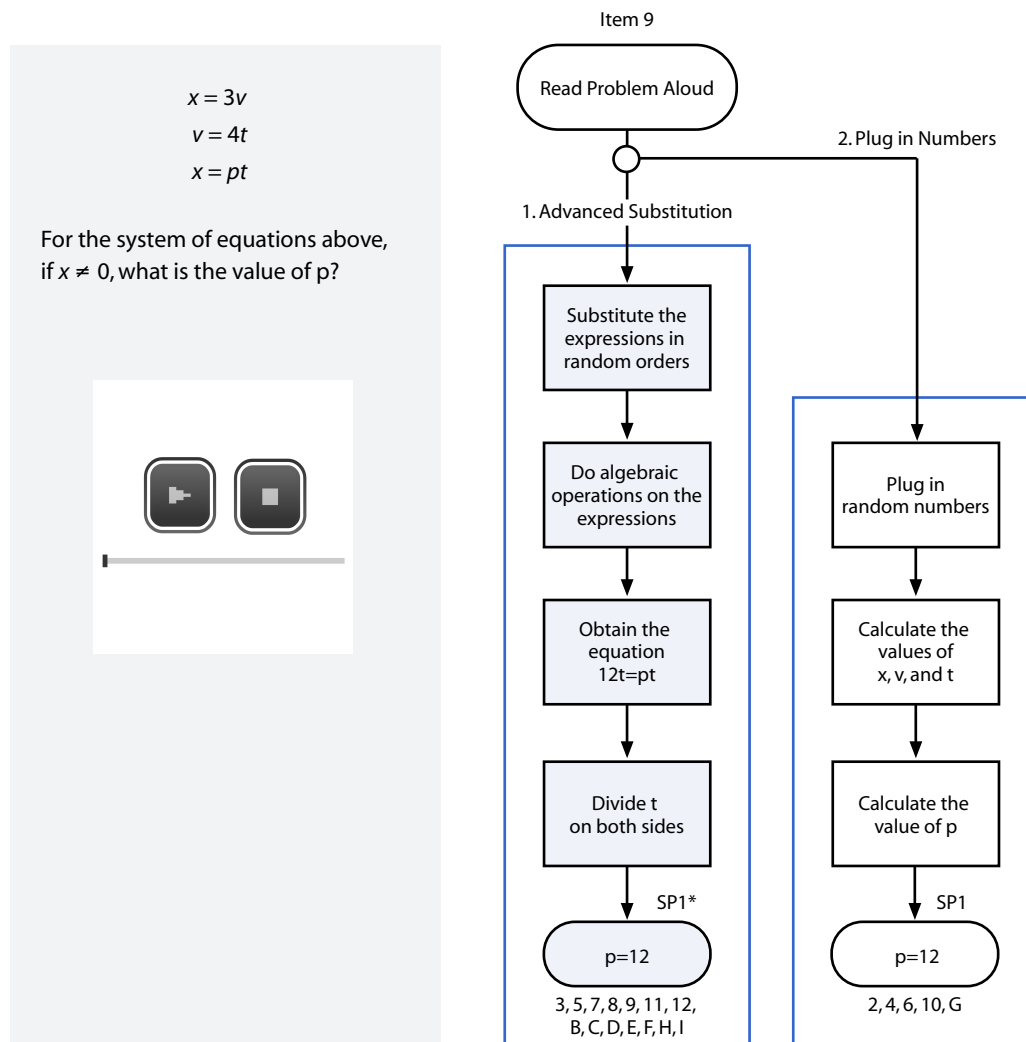 Item 9
x = 3v
v = 4t
x = pt
For the system of equations above,
if x ≠ 0, what is the value of p?
Read Problem Aloud
2. Plug in Numbers
1. Advanced Substitution
Substitute the
expressions in
random orders
Do algebraic
operations on the
expressions
Obtain the
equation
12t=pt
Divide t
on both sides
SP1*
p=12
3, 5, 7, 8, 9, 11, 12,
B, C, D, E, F, H, I
Plug in
random numbers
Calculate the
values of
x, v, and t
Calculate the
value of p
SP1
p=12
2, 4, 6, 10, G